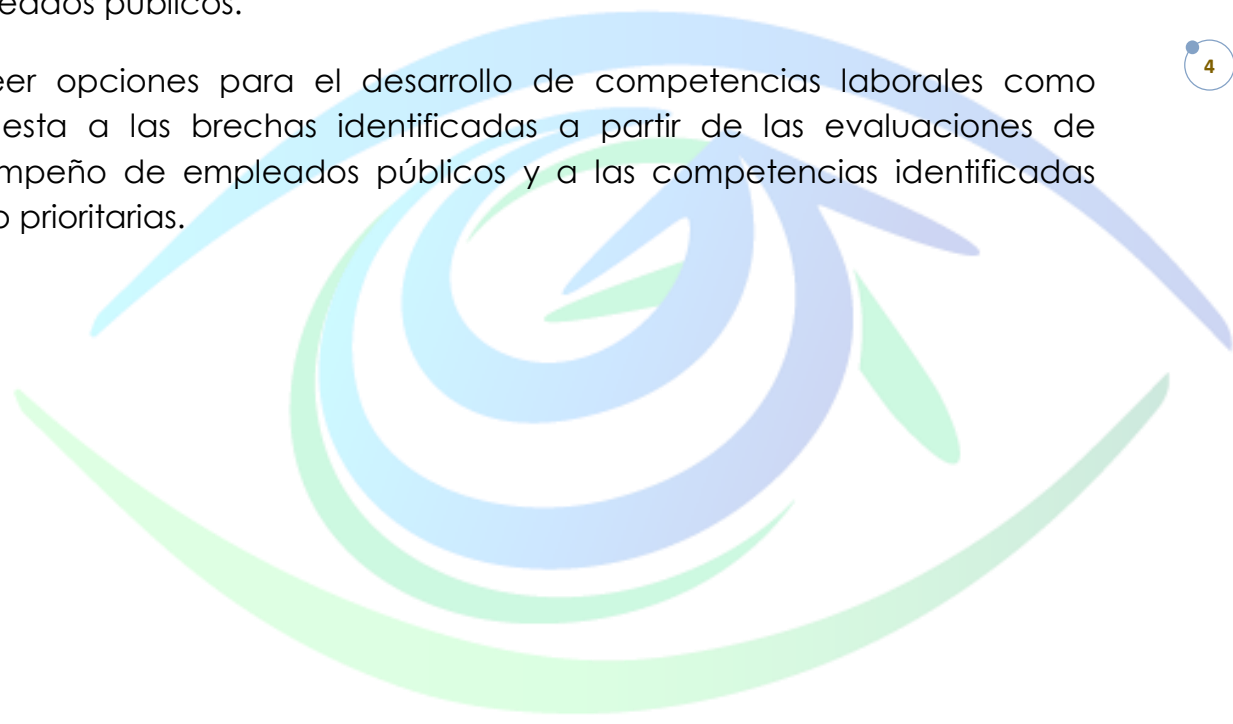 eados públicos.
4
eer opciones para el desarrollo de competencias laborales como
esta a las brechas identificadas a partir de las evaluaciones de
mpeño de empleados públicos y a las competencias identificadas
o prioritarias.